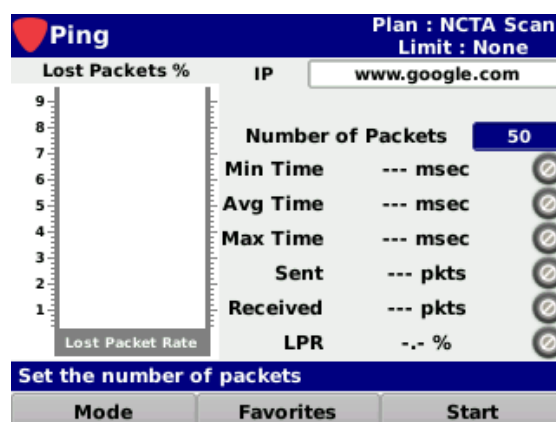 Ping
Plan : NCTA Scan
Limit : None
Lost Packets %
IP www.google.com
9
8
7
6
5
4
3
2
1
Lost Packet Rate
Number of Packets 50
Min Time --- msec
Avg Time --- msec
Max Time --- msec
Sent --- pkts
Received --- pkts
LPR -.- %
Set the number of packets
Mode Favorites Start